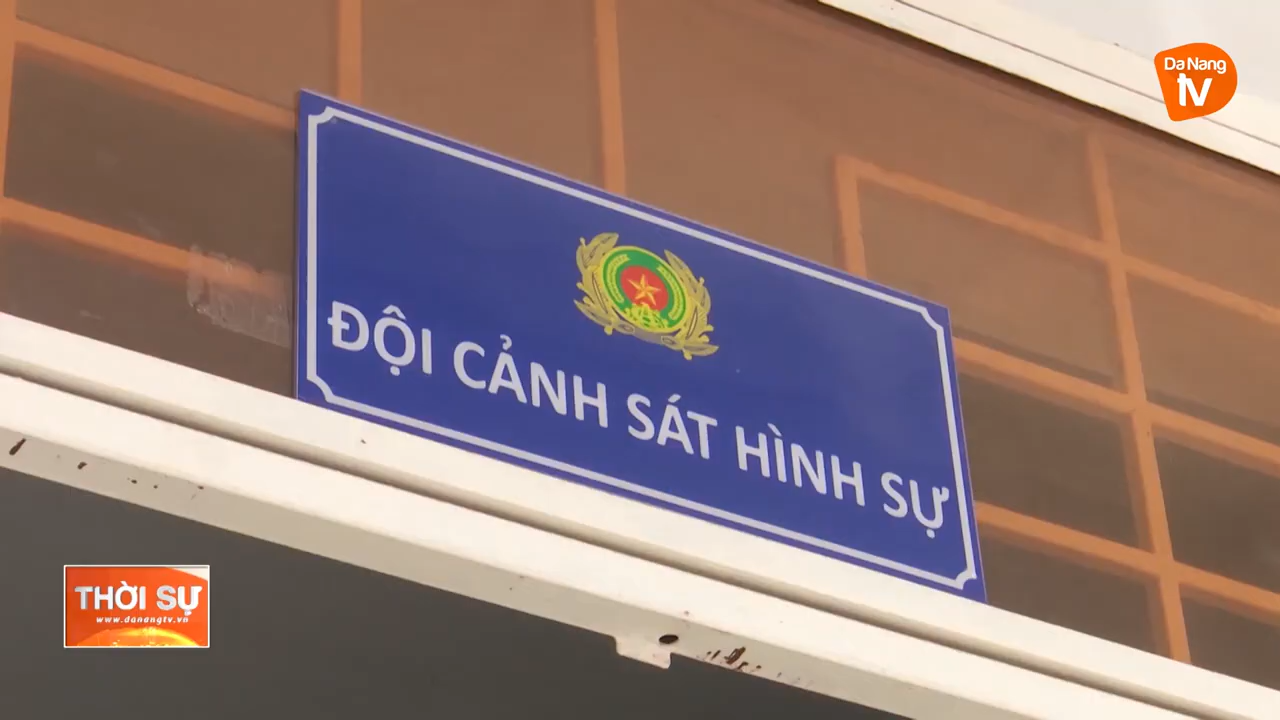 Da Nang
tv
ĐỘI CẢNH SÁT HÌNH SỰ
THỜI SỰ
www.danangtv.vn